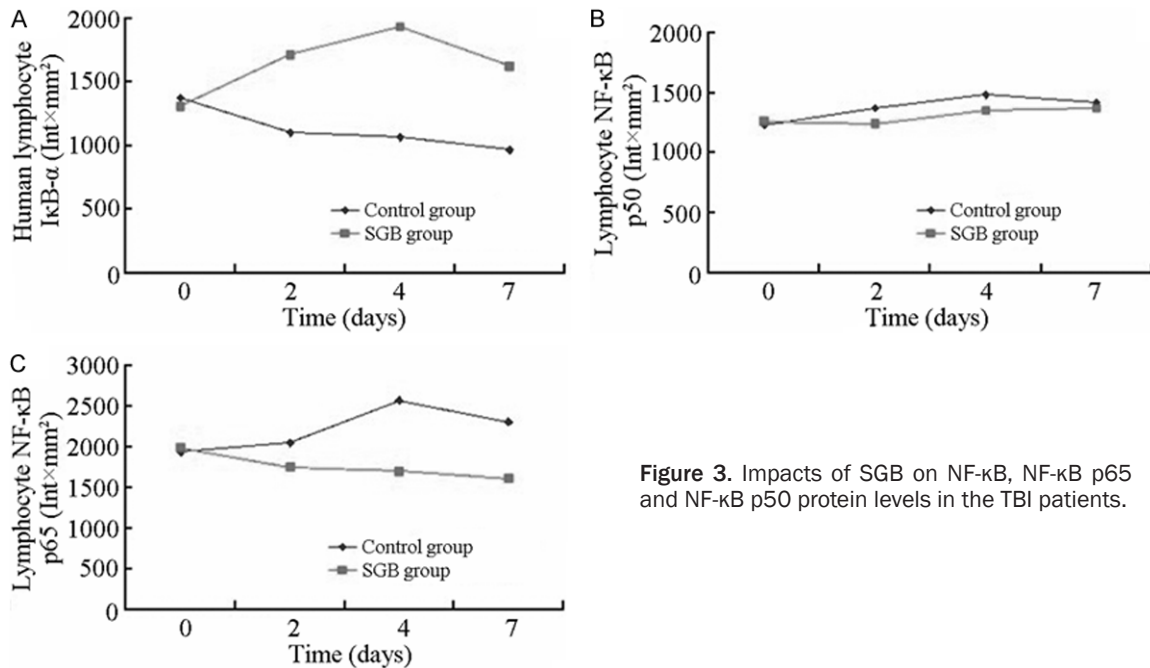 A
2000
1500
1000
500
0
Human lymphocyte
IκB-α (Int×mm²)
Control group
SGB group
0 2 4 7
Time (days)
B
2000
1500
1000
500
0
Lymphocyte NF-κB
p50 (Int×mm²)
Control group
SGB group
0 2 4 7
Time (days)
C
3000
2500
2000
1500
1000
500
0
Lymphocyte NF-κB
p65 (Int×mm²)
Control group
SGB group
0 2 4 7
Time (days)
Figure 3. Impacts of SGB on NF-κB, NF-κB p65
and NF-κB p50 protein levels in the TBI patients.